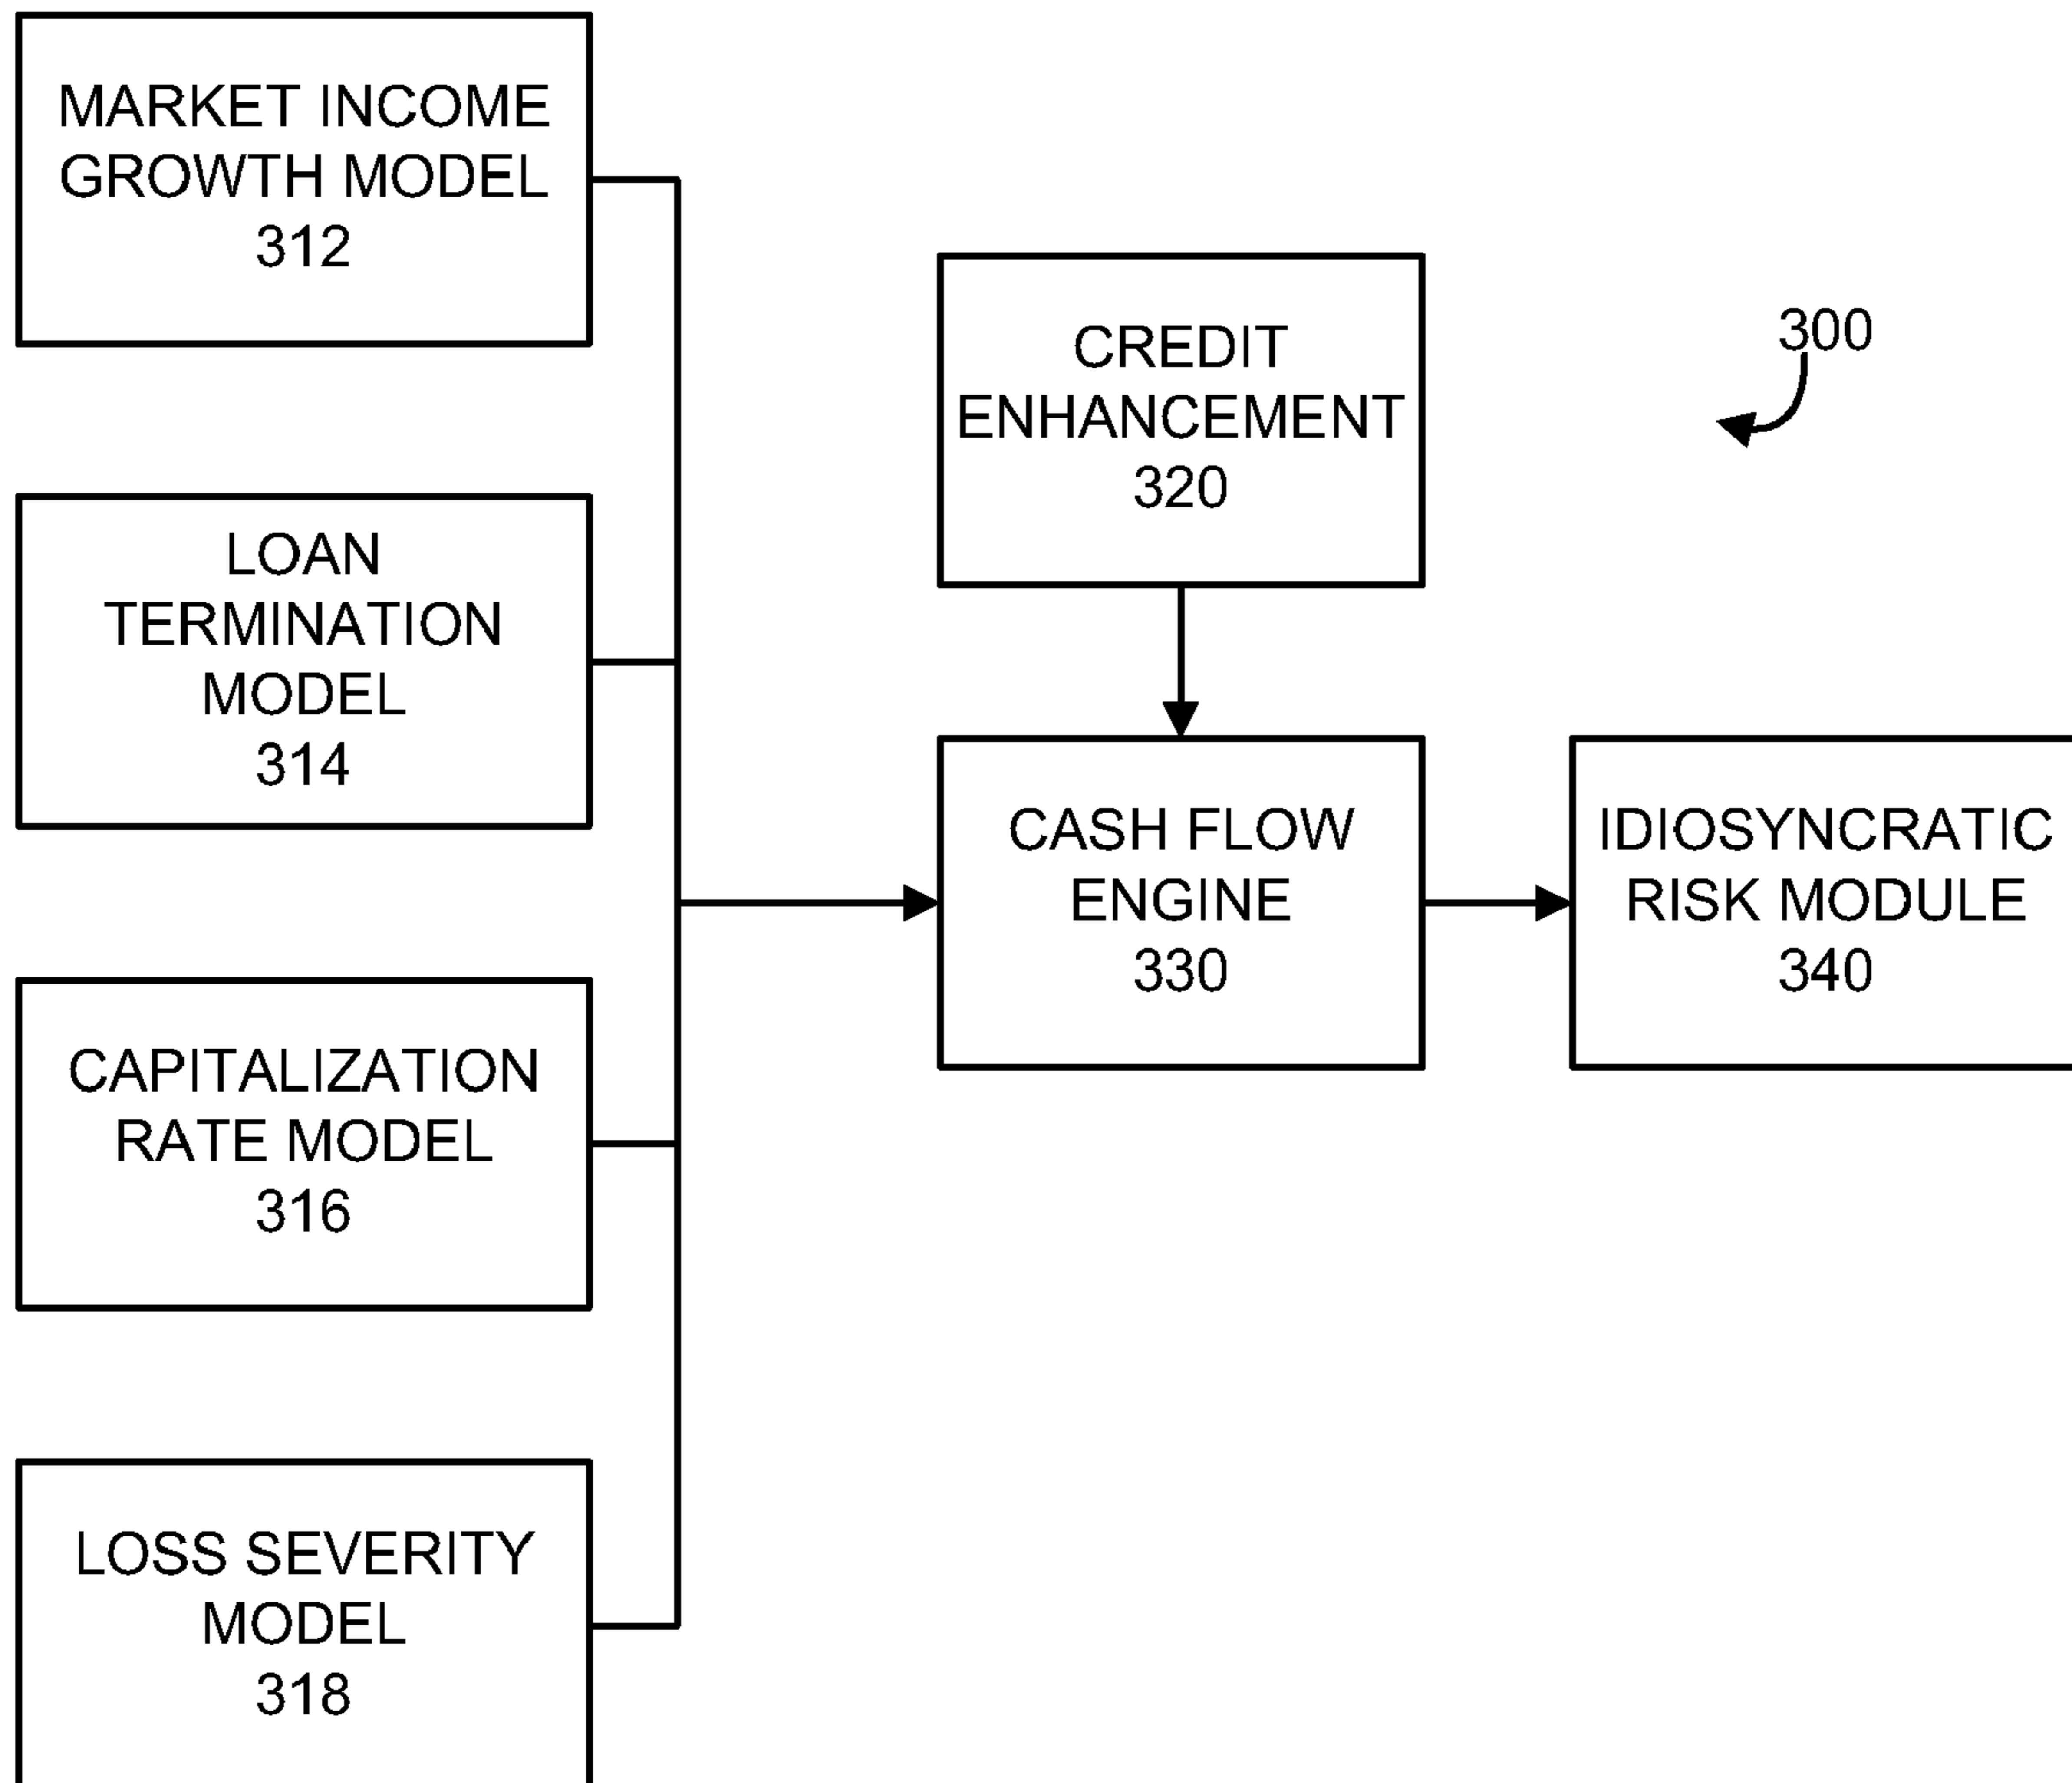 MARKET INCOME
GROWTH MODEL
312
LOAN
TERMINATION
MODEL
314
CAPITALIZATION
RATE MODEL
316
LOSS SEVERITY
MODEL
318
CREDIT
ENHANCEMENT
320
CASH FLOW
ENGINE
330
300
IDIOSYNCRATIC
RISK MODULE
340